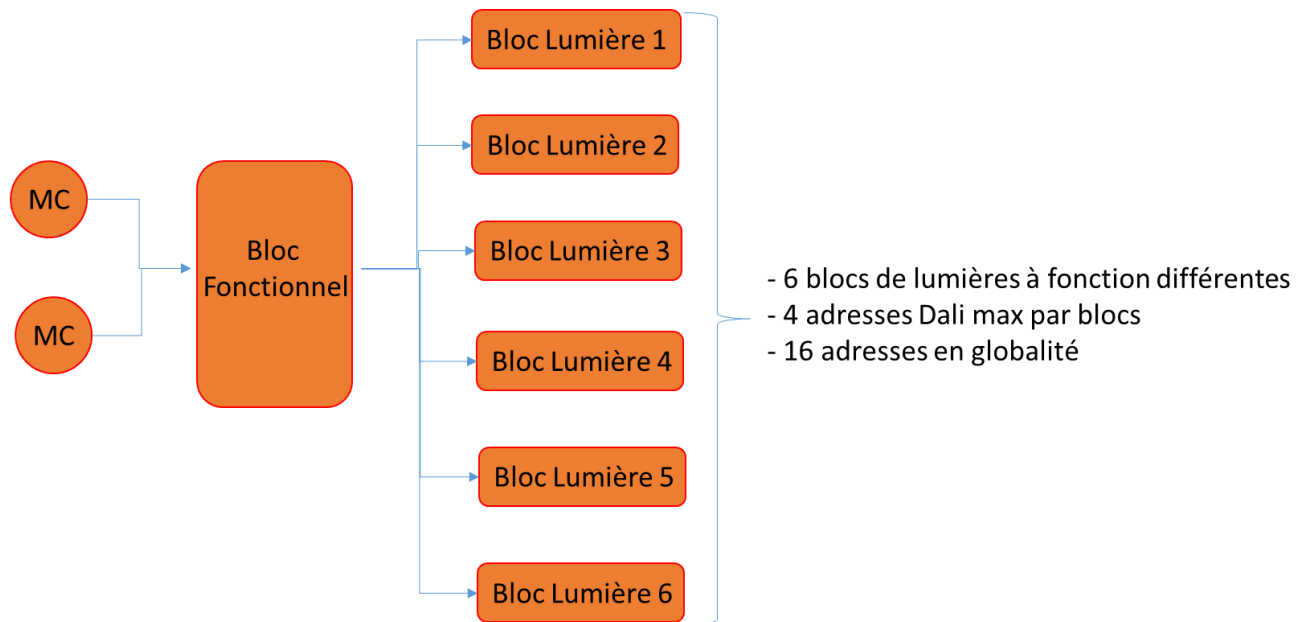 MC
MC
Bloc
Fonctionnel
Bloc Lumière 1
Bloc Lumière 2
Bloc Lumière 3
Bloc Lumière 4
Bloc Lumière 5
Bloc Lumière 6
- 6 blocs de lumières à fonction différentes
- 4 adresses Dali max par blocs
- 16 adresses en globalité